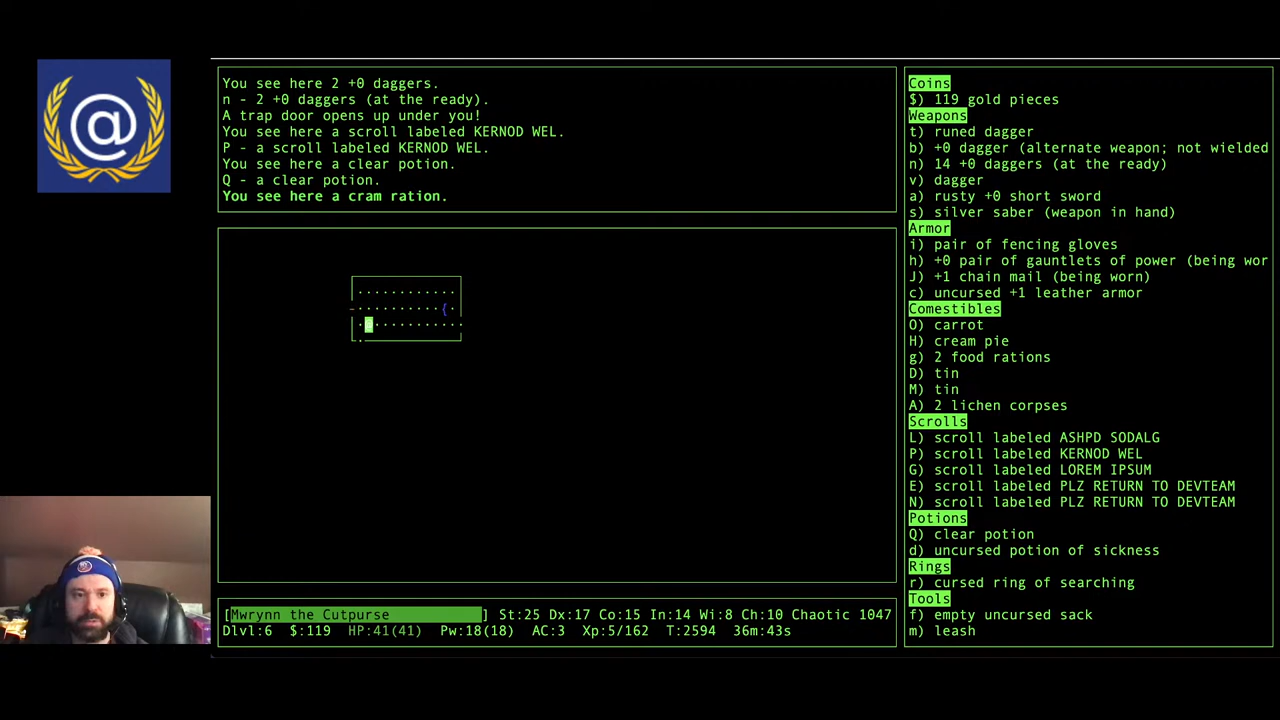 @
You see here 2 +0 daggers.
n - 2 +0 daggers (at the ready).
A trap door opens up under you!
You see here a scroll labeled KERNOD WEL.
P - a scroll labeled KERNOD WEL.
You see here a clear potion.
Q - a clear potion.
You see here a cram ration.
[Mwrynn the Cutpurse ] St:25 Dx:17 Co:15 In:14 Wi:8 Ch:10 Chaotic 1047
Dlvl:6 $:119 HP:41(41) Pw:18(18) AC:3 Xp:5/162 T:2594 36m:43s
Coins
$) 119 gold pieces
Weapons
t) runed dagger
b) +0 dagger (alternate weapon; not wielded
n) 14 +0 daggers (at the ready)
v) dagger
a) rusty +0 short sword
s) silver saber (weapon in hand)
Armor
i) pair of fencing gloves
h) +0 pair of gauntlets of power (being wor
J) +1 chain mail (being worn)
c) uncursed +1 leather armor
Comestibles
O) carrot
H) cream pie
g) 2 food rations
D) tin
M) tin
A) 2 lichen corpses
Scrolls
L) scroll labeled ASHPD SODALG
P) scroll labeled KERNOD WEL
G) scroll labeled LOREM IPSUM
E) scroll labeled PLZ RETURN TO DEVTEAM
N) scroll labeled PLZ RETURN TO DEVTEAM
Potions
Q) clear potion
d) uncursed potion of sickness
Rings
r) cursed ring of searching
Tools
f) empty uncursed sack
m) leash